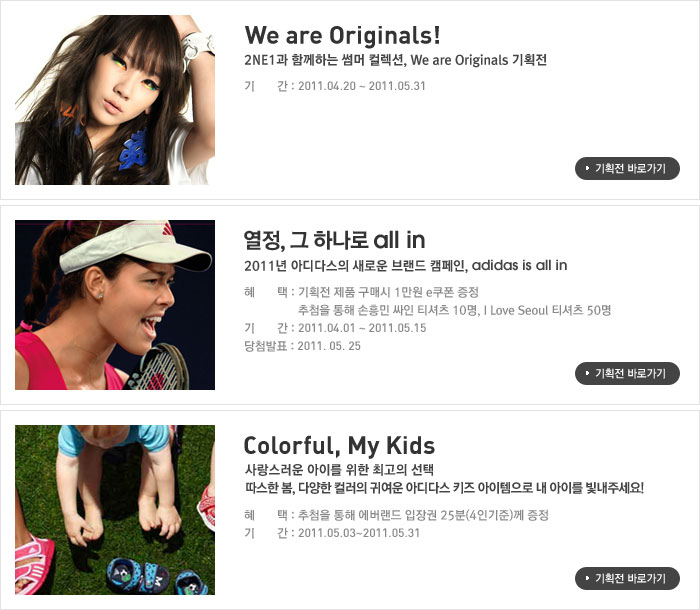 We are Originals!
2NE1과 함께하는 썸머 컬렉션, We are Originals 기획전
기 간 : 2011.04.20 ~ 2011.05.31
기획전 바로가기
열정, 그 하나로 all in
2011년 아디다스의 새로운 브랜드 캠페인, adidas is all in
혜 택 : 기획전 제품 구매시 1만원 e쿠폰 증정
추첨을 통해 손흥민 싸인 티셔츠 10명, I Love Seoul 티셔츠 50명
기 간 : 2011.04.01 ~ 2011.05.15
당첨발표 : 2011. 05. 25
기획전 바로가기
Colorful, My Kids
사랑스러운 아이를 위한 최고의 선택
따스한 봄, 다양한 컬러의 귀여운 아디다스 키즈 아이템으로 내 아이를 빛내주세요!
혜 택 : 추첨을 통해 에버랜드 입장권 25분(4인기준)께 증정
기 간 : 2011.05.03~2011.05.31
기획전 바로가기